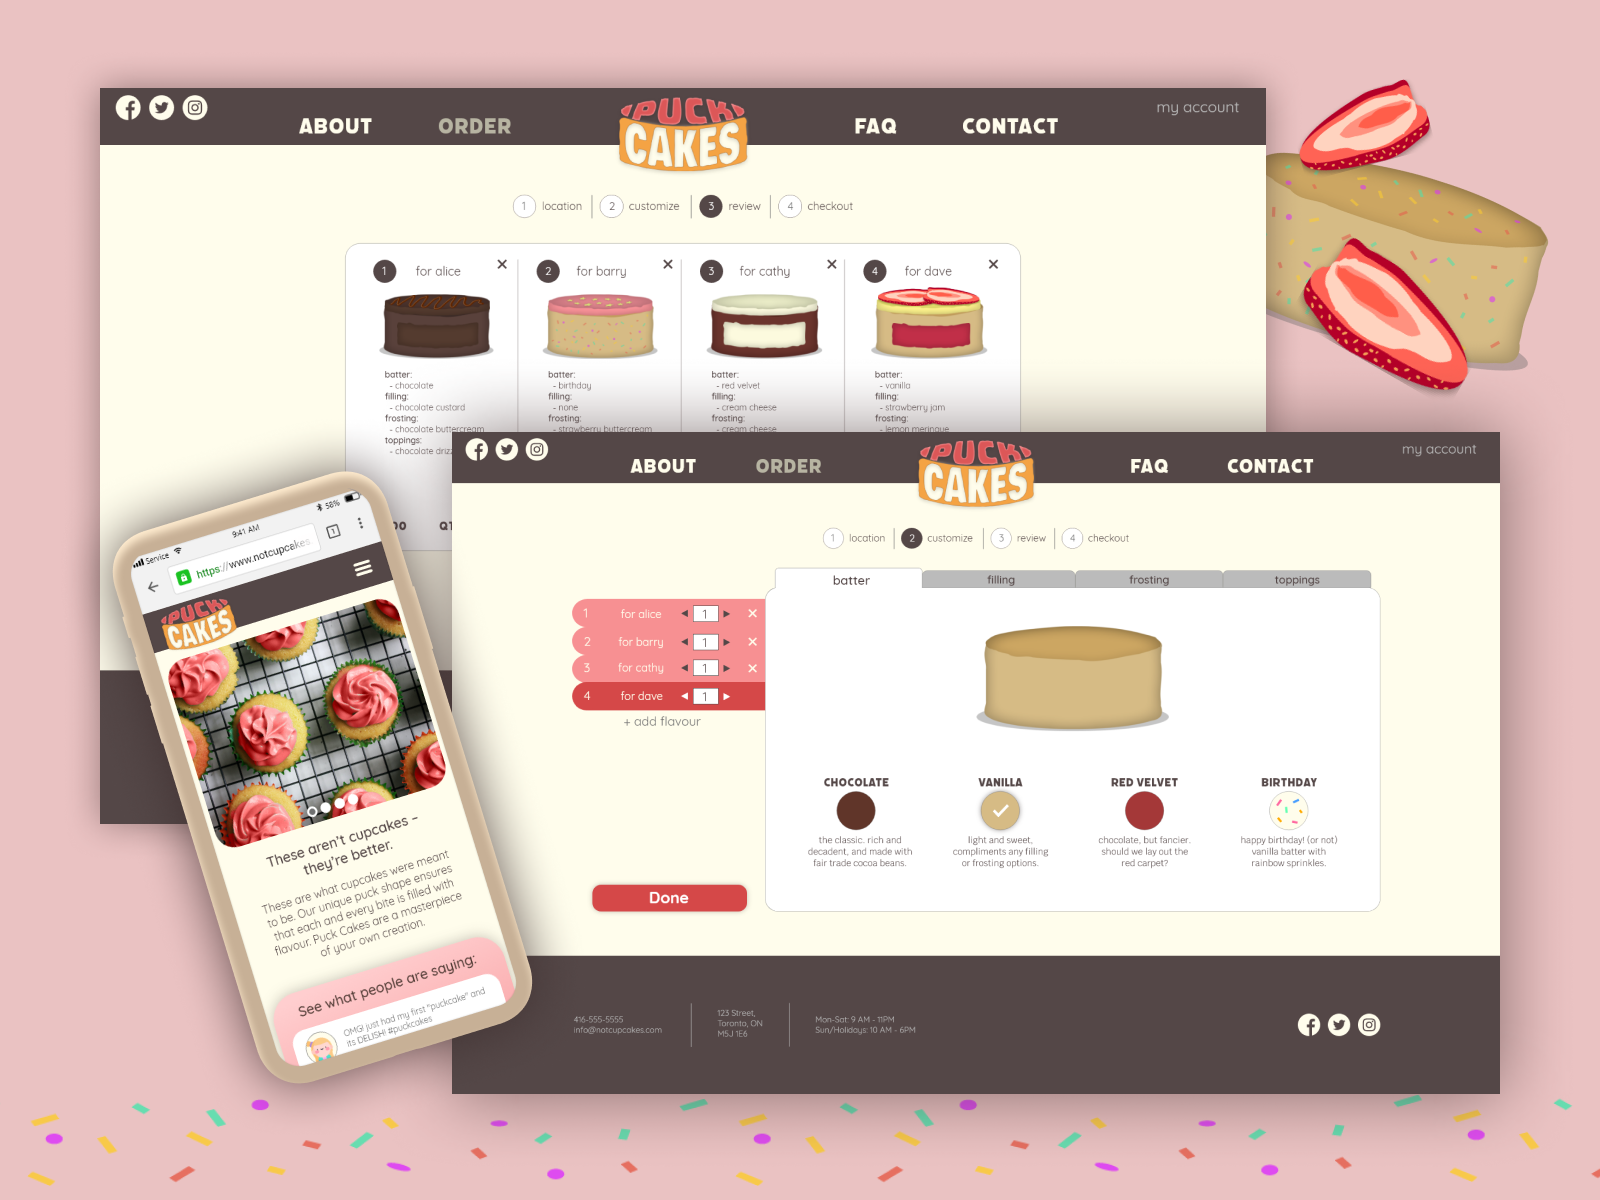 my account
ABOUT
ORDER
PUCK
CAKES
FAQ
CONTACT
1 location
2 customize
3 review
4 checkout
1 for alice
batter:
- chocolate
filling:
- chocolate custard
frosting:
- chocolate buttercream
toppings:
- chocolate
2 for barry
batter:
- birthday
filling:
- none
frosting:
- strawberry buttercream
3 for cathy
batter:
- red velvet
filling:
- cream cheese
frosting:
- cream cheese
4 for dave
batter:
- vanilla
filling:
- strawberry jam
frosting:
- lemon meringue
my account
ABOUT
ORDER
PUCK
CAKES
FAQ
CONTACT
1 location
2 customize
3 review
4 checkout
batter
filling
frosting
toppings
1 for alice 1
2 for barry 1
3 for cathy 1
4 for dave 1
+ add flavour
Done
CHOCOLATE
the classic. rich and
decadent, and made with
fair trade cocoa beans.
VANILLA
light and sweet,
compliments any filling
or frosting options.
RED VELVET
chocolate, but fancier.
should we lay out the
red carpet?
BIRTHDAY
happy birthday! (or not)
vanilla batter with
rainbow sprinkles.
416-555-5555
info@notcupcakes.com
123 Street,
Toronto, ON
M5J 1E6
Mon-Sat: 9 AM - 11PM
Sun/Holidays: 10 AM - 6PM
Service
9:41 AM
58%
https://www.notcupcakes
1
PUCK
CAKES
These aren't cupcakes –
they're better.
These are what cupcakes were meant
to be. Our unique puck shape ensures
that each and every bite is filled with
flavour. Puck Cakes are a masterpiece
of your own creation.
See what people are saying:
OMG! just had my first "puckcake" and
its DELISH! #puckcakes